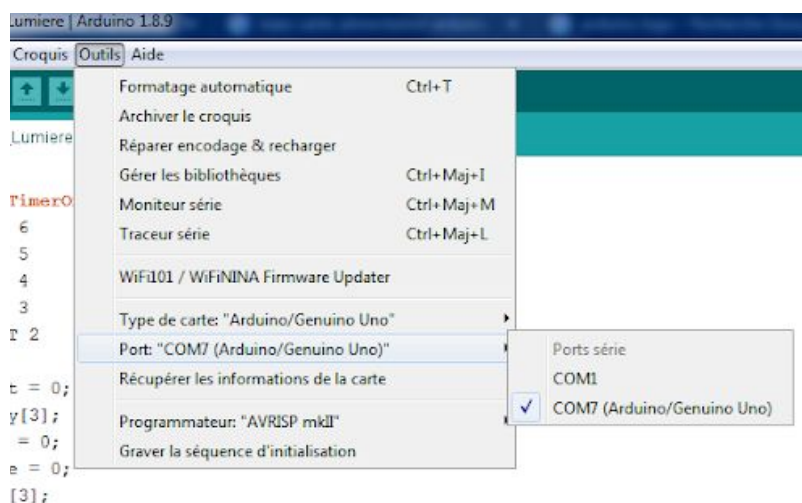 Lumiere | Arduino 1.8.9
Croquis Outils Aide
Formatage automatique Ctrl+T
Archiver le croquis
Lumiere
Réparer encodage & recharger
Gérer les bibliothèques Ctrl+Maj+I
TimerO
Moniteur série Ctrl+Maj+M
6
Traceur série Ctrl+Maj+L
5
4
WiFi101 / WiFiNINA Firmware Updater
3
Type de carte: "Arduino/Genuino Uno"
T 2
Port: "COM7 (Arduino/Genuino Uno)"
Ports série
t = 0;
Récupérer les informations de la carte
COM1
y[3];
Programmateur: "AVRISP mkII"
COM7 (Arduino/Genuino Uno)
= 0;
Graver la séquence d'initialisation
e = 0;
[3];